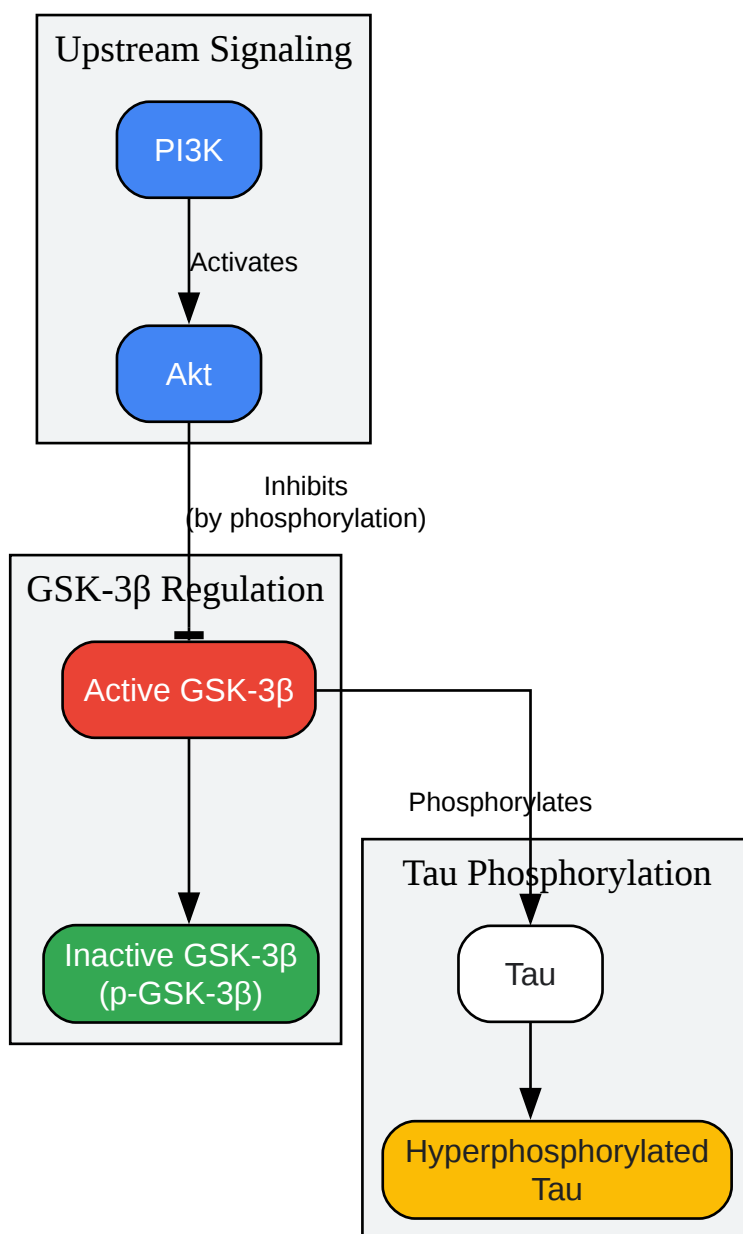 Upstream Signaling
PI3K
Activates
Akt
Inhibits
(by phosphorylation)
GSK-3β Regulation
Active GSK-3β
Phosphorylates
Tau Phosphorylation
Inactive GSK-3β
(p-GSK-3β)
Tau
Hyperphosphorylated
Tau